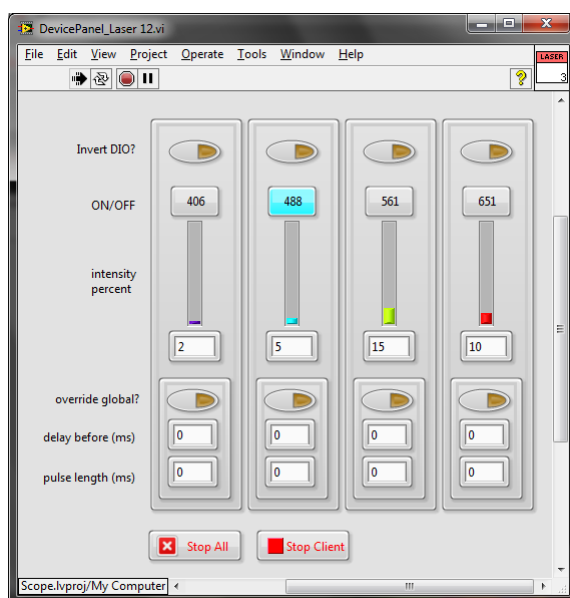 DevicePanel_Laser 12.vi
File Edit View Project Operate Tools Window Help
LASER
3
Invert DIO?
ON/OFF 406 488 561 651
intensity
percent
2 5 15 10
override global?
delay before (ms) 0 0 0 0
pulse length (ms) 0 0 0 0
Stop All Stop Client
Scope.lvproj/My Computer